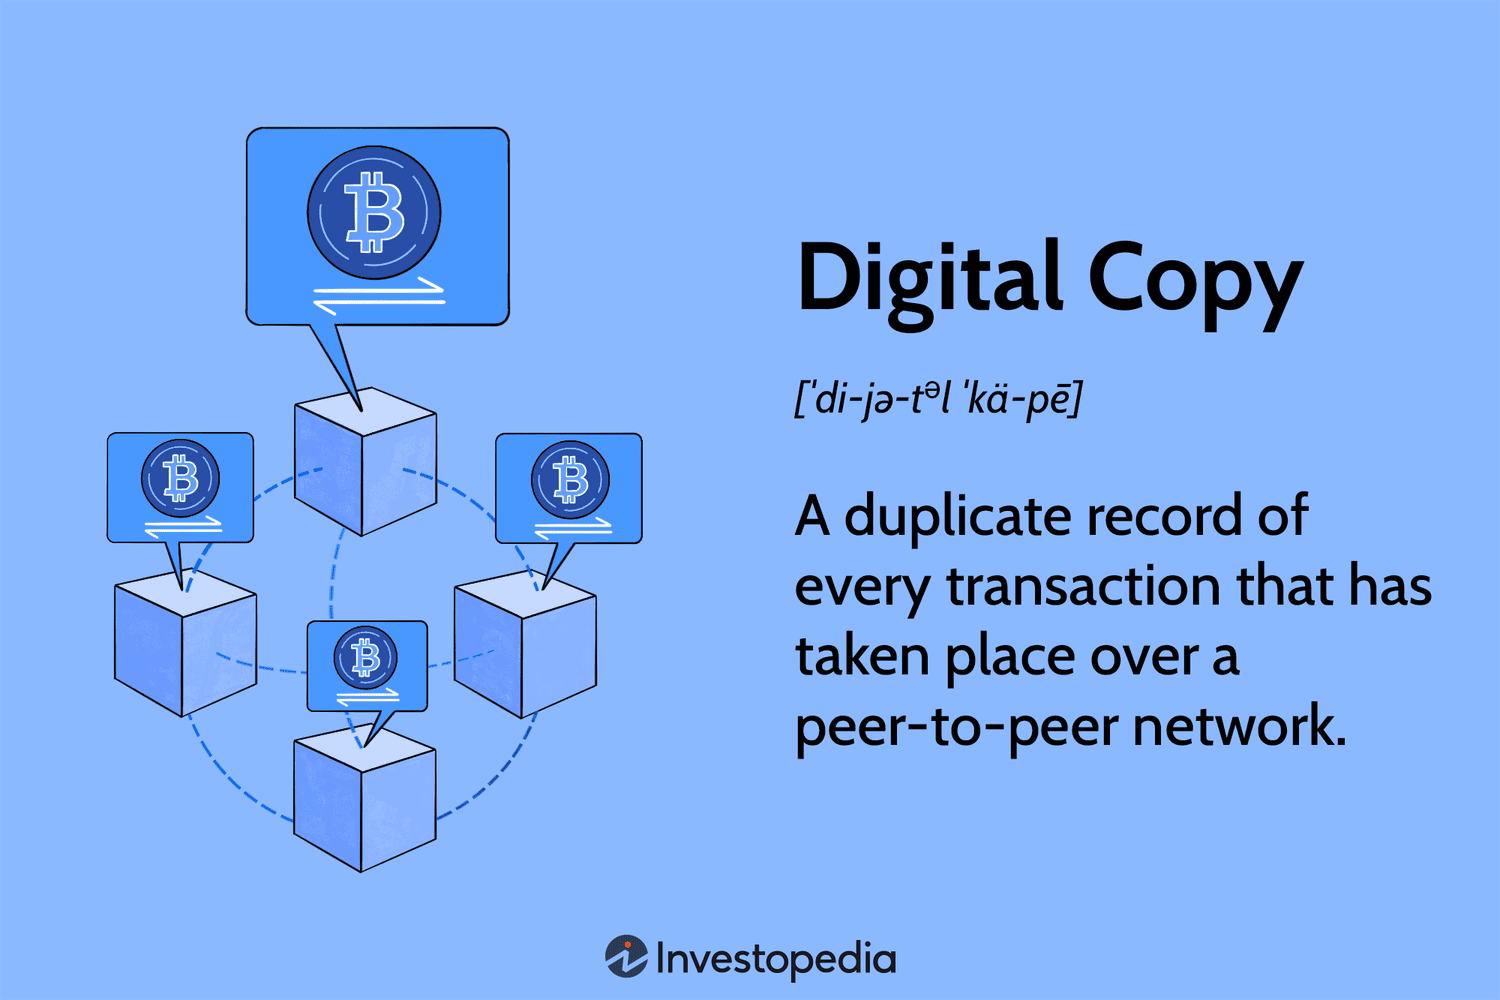 Digital Copy
[ˈdi-jə-tᵊl ˈkä-pē]
A duplicate record of
every transaction that has
taken place over a
peer-to-peer network.
Investopedia